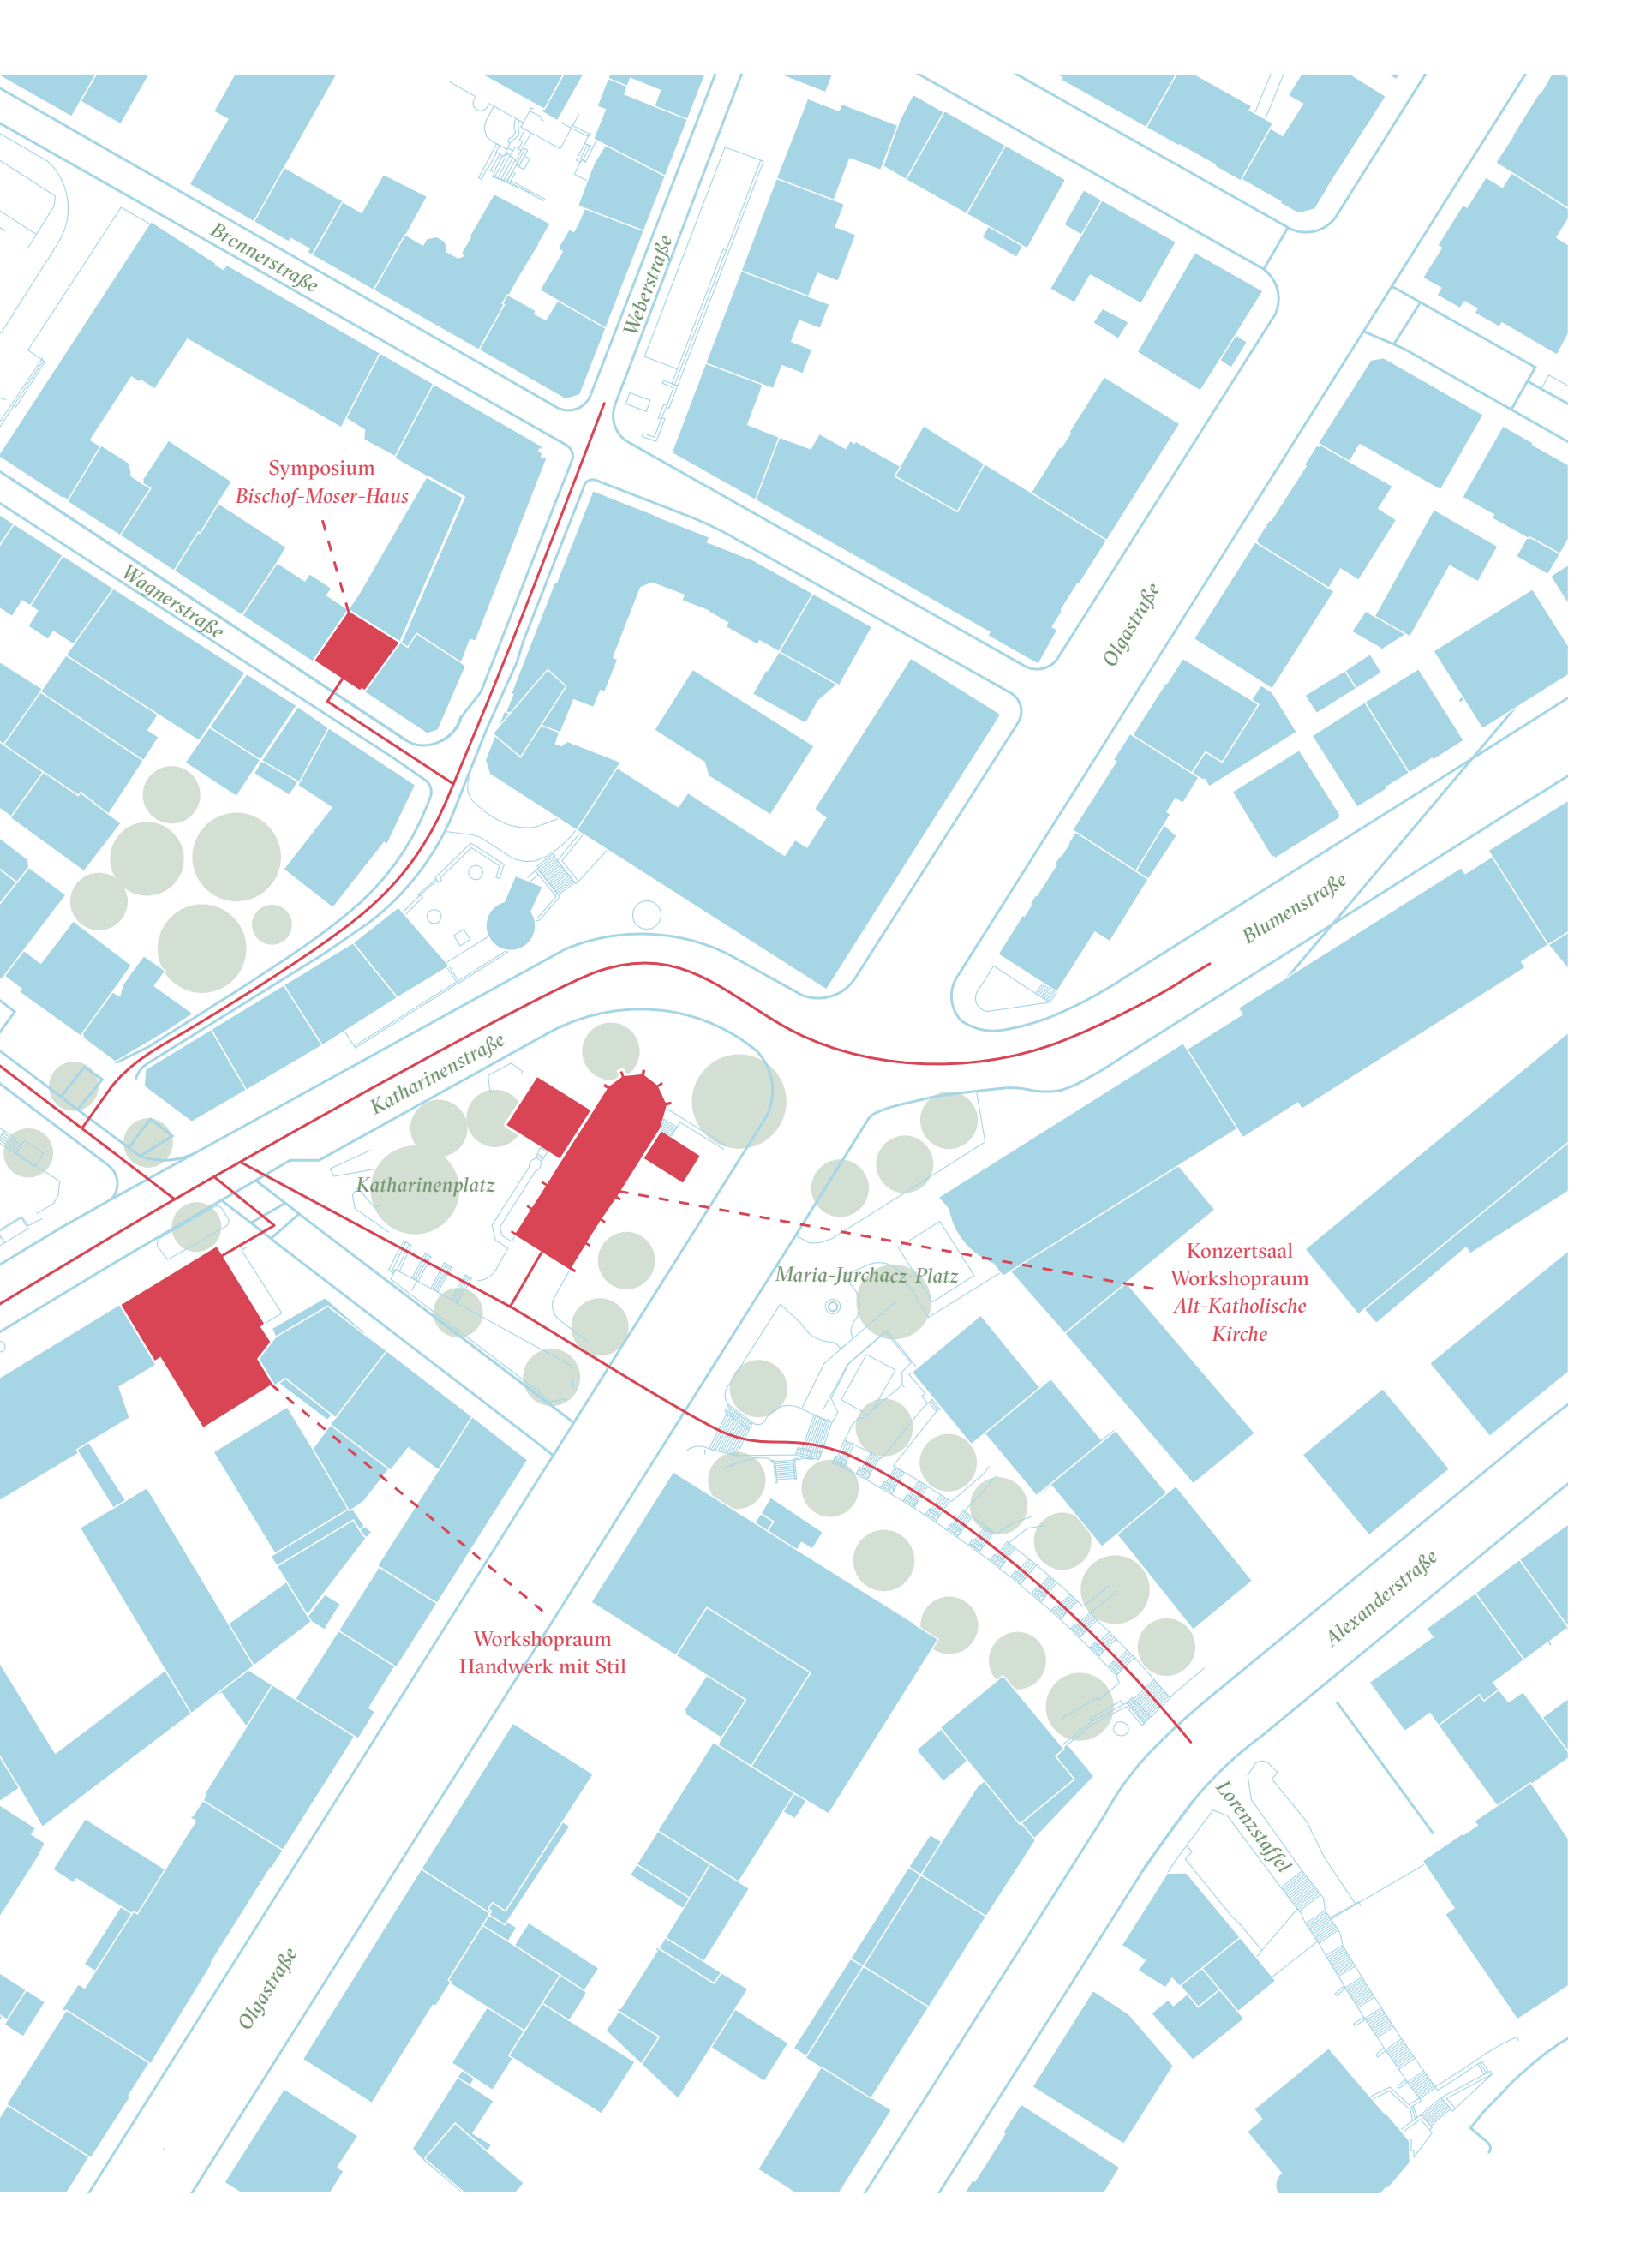 Brennerstraße
Weberstraße
Symposium
Bischof-Moser-Haus
Wagnerstraße
Olgastraße
Blumenstraße
Katharinenstraße
Katharinenplatz
Maria-Jurchacz-Platz
Konzertsaal
Workshopraum
Alt-Katholische
Kirche
Workshopraum
Handwerk mit Stil
Alexanderstraße
Lorenzstaffel
Olgastraße